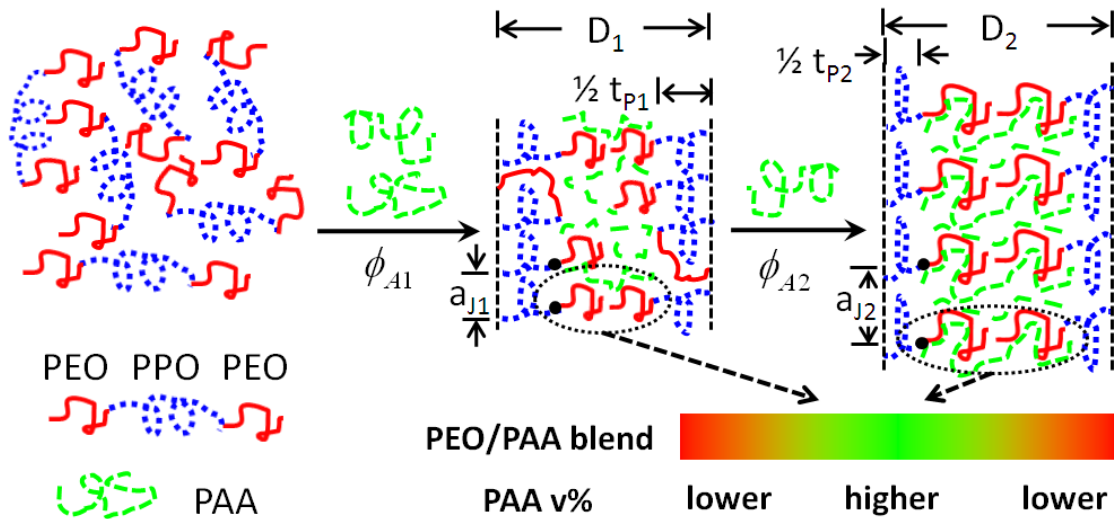 D1
½ tP1
ϕA1
aJ1
D2
½ tP2
ϕA2
aJ2
PEO PPO PEO
PAA
PEO/PAA blend
PAA v% lower higher lower